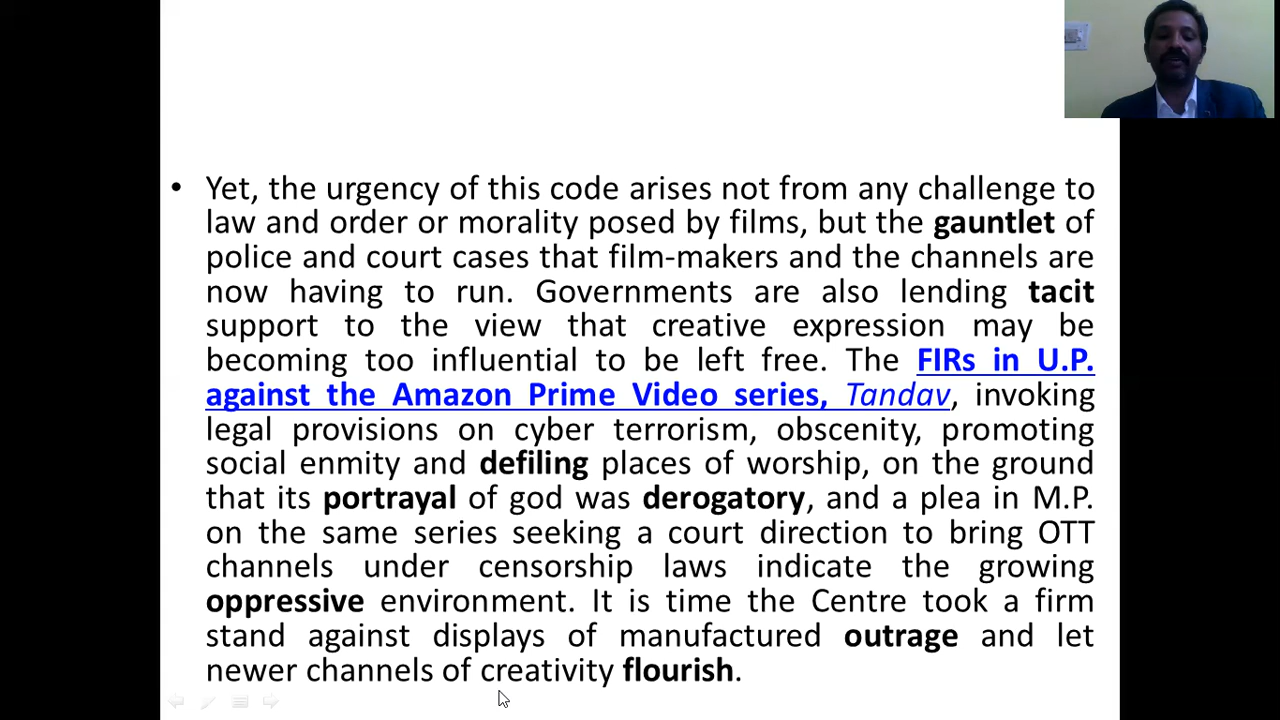 • Yet, the urgency of this code arises not from any challenge to
law and order or morality posed by films, but the gauntlet of
police and court cases that film-makers and the channels are
now having to run. Governments are also lending tacit
support to the view that creative expression may be
becoming too influential to be left free. The FIRs in U.P.
against the Amazon Prime Video series, Tandav, invoking
legal provisions on cyber terrorism, obscenity, promoting
social enmity and defiling places of worship, on the ground
that its portrayal of god was derogatory, and a plea in M.P.
on the same series seeking a court direction to bring OTT
channels under censorship laws indicate the growing
oppressive environment. It is time the Centre took a firm
stand against displays of manufactured outrage and let
newer channels of creativity flourish.